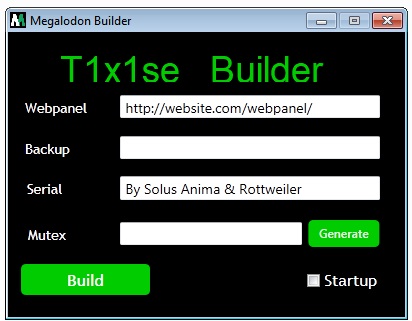 Megalodon Builder
T1x1se Builder
Webpanel http://website.com/webpanel/
Backup
Serial By Solus Anima & Rottweiler
Mutex Generate
Build Startup